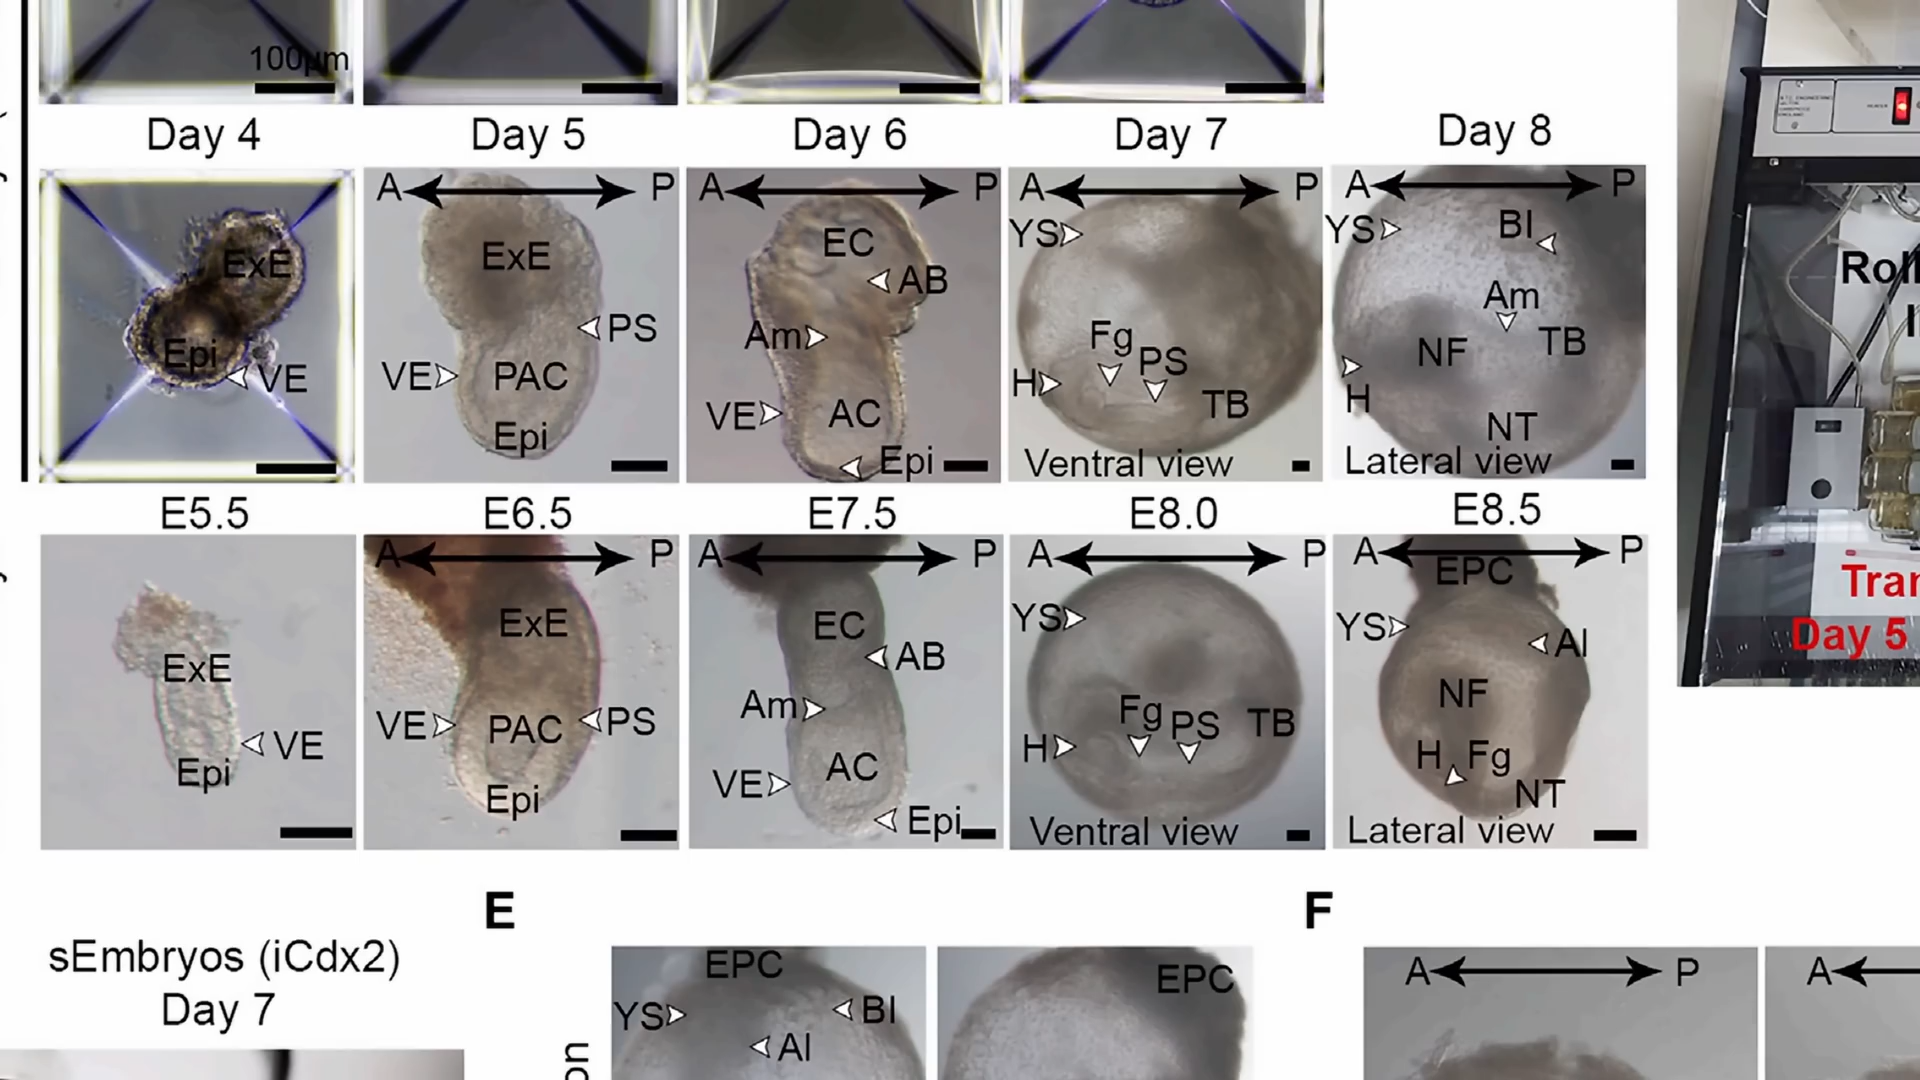 100µm
Day 4
Day 5
Day 6
Day 7
Day 8
ExE
Epi
VE
A
P
ExE
PS
VE
PAC
Epi
A
P
EC
AB
Am
VE
AC
Epi
A
P
YS
Fg
PS
H
TB
Ventral view
A
P
YS
Bl
Am
NF
TB
H
NT
Lateral view
E5.5
E6.5
E7.5
E8.0
E8.5
ExE
VE
Epi
A
P
ExE
VE
PAC
PS
Epi
A
P
EC
AB
Am
VE
AC
Epi
A
P
YS
Fg
PS
TB
H
Ventral view
A
P
EPC
YS
Al
NF
H
Fg
NT
Lateral view
Day 5
E
F
sEmbryos (iCdx2)
Day 7
EPC
YS
Bl
Al
EPC
A
P
A